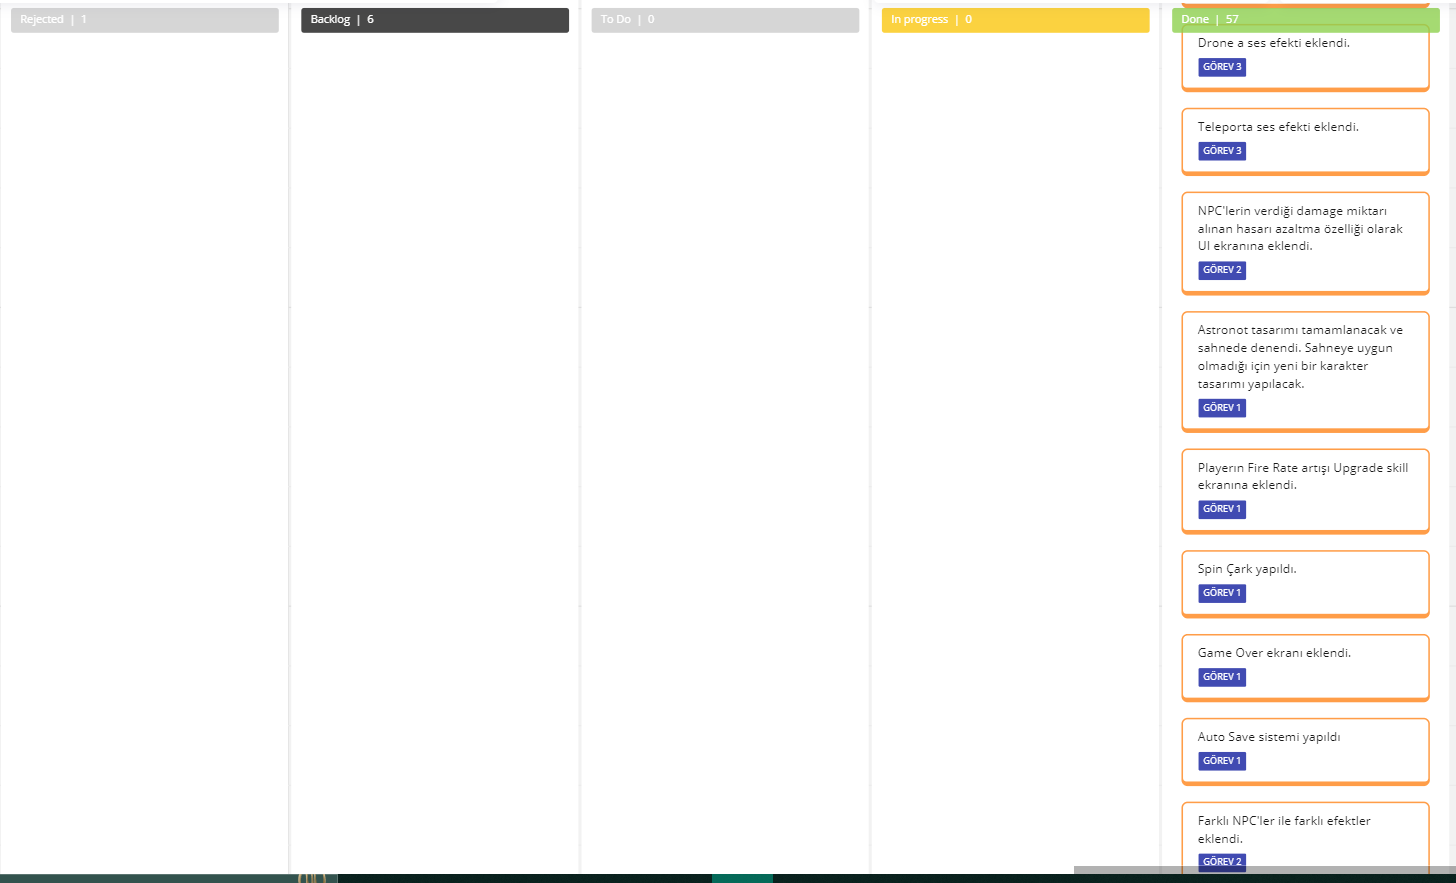 Rejected | 1
Backlog | 6
To Do | 0
In progress | 0
Done | 57
Drone a ses efekti eklendi.
GÖREV 3
Teleporta ses efekti eklendi.
GÖREV 3
NPC'lerin verdiği damage miktarı
alınan hasarı azaltma özelliği olarak
UI ekranına eklendi.
GÖREV 2
Astronot tasarımı tamamlanacak ve
sahnede denendi. Sahneye uygun
olmadığı için yeni bir karakter
tasarımı yapılacak.
GÖREV 1
Playerın Fire Rate artışı Upgrade skill
ekranına eklendi.
GÖREV 1
Spin Çark yapıldı.
GÖREV 1
Game Over ekranı eklendi.
GÖREV 1
Auto Save sistemi yapıldı
GÖREV 1
Farklı NPC'ler ile farklı efektler
eklendi.
GÖREV 2